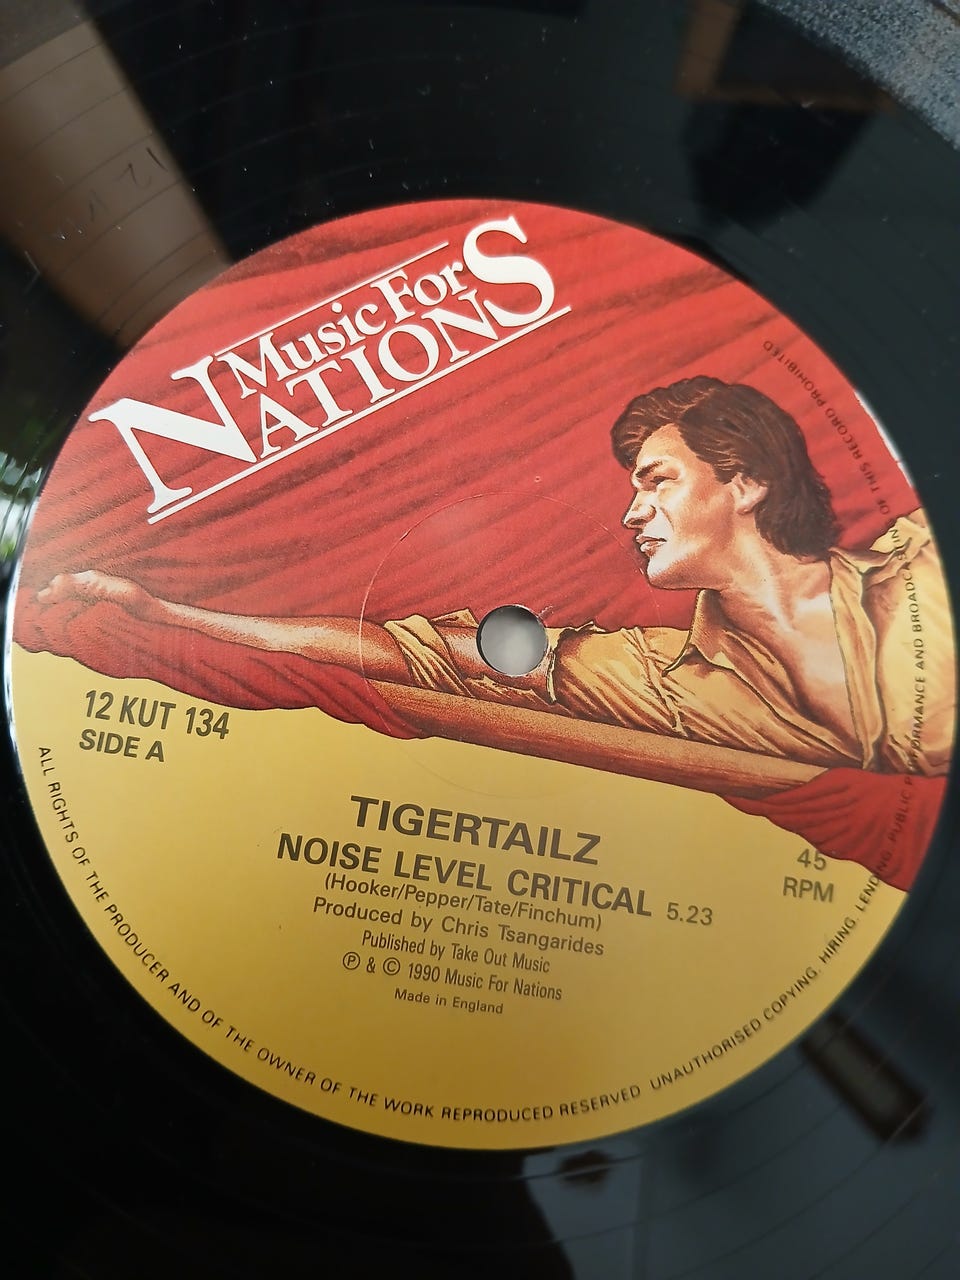 Music For
NATIONS
12 KUT 134
SIDE A
TIGERTAILZ
NOISE LEVEL CRITICAL 5.23
(Hooker/Pepper/Tate/Finchum)
Produced by Chris Tsangarides
Published by Take Out Music
℗ & © 1990 Music For Nations
Made in England
45
RPM
ALL RIGHTS OF THE PRODUCER AND OF THE OWNER OF THE WORK REPRODUCED RESERVED UNAUTHORISED COPYING, HIRING, LENDING, PUBLIC PERFORMANCE AND BROADCASTING OF THIS RECORD PROHIBITED